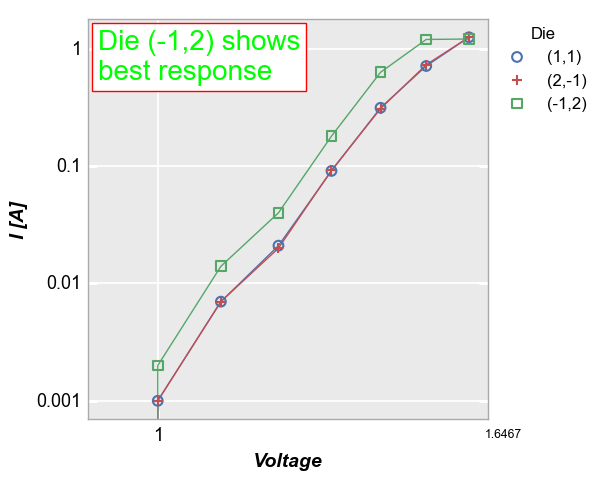 Die (-1,2) shows
best response
Die
(1,1)
(2,-1)
(-1,2)
1
0.1
0.01
0.001
I [A]
1
1.6467
Voltage